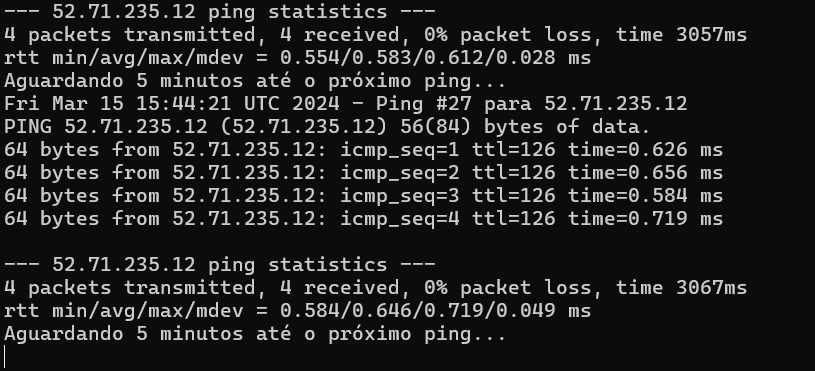 --- 52.71.235.12 ping statistics ---
4 packets transmitted, 4 received, 0% packet loss, time 3057ms
rtt min/avg/max/mdev = 0.554/0.583/0.612/0.028 ms
Aguardando 5 minutos até o próximo ping...
Fri Mar 15 15:44:21 UTC 2024 - Ping #27 para 52.71.235.12
PING 52.71.235.12 (52.71.235.12) 56(84) bytes of data.
64 bytes from 52.71.235.12: icmp_seq=1 ttl=126 time=0.626 ms
64 bytes from 52.71.235.12: icmp_seq=2 ttl=126 time=0.656 ms
64 bytes from 52.71.235.12: icmp_seq=3 ttl=126 time=0.584 ms
64 bytes from 52.71.235.12: icmp_seq=4 ttl=126 time=0.719 ms

--- 52.71.235.12 ping statistics ---
4 packets transmitted, 4 received, 0% packet loss, time 3067ms
rtt min/avg/max/mdev = 0.584/0.646/0.719/0.049 ms
Aguardando 5 minutos até o próximo ping...